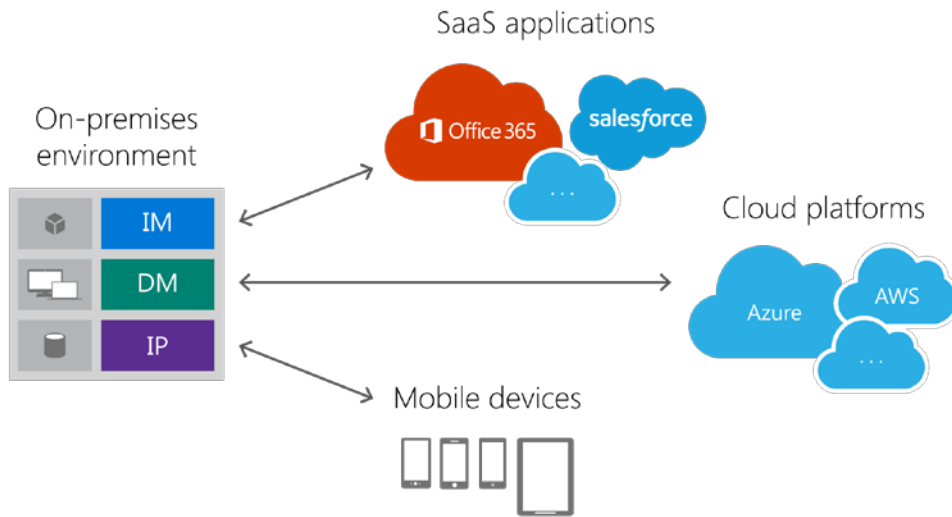 SaaS applications
Office 365
salesforce
...
On-premises
environment
IM
DM
IP
Cloud platforms
Azure
AWS
...
Mobile devices